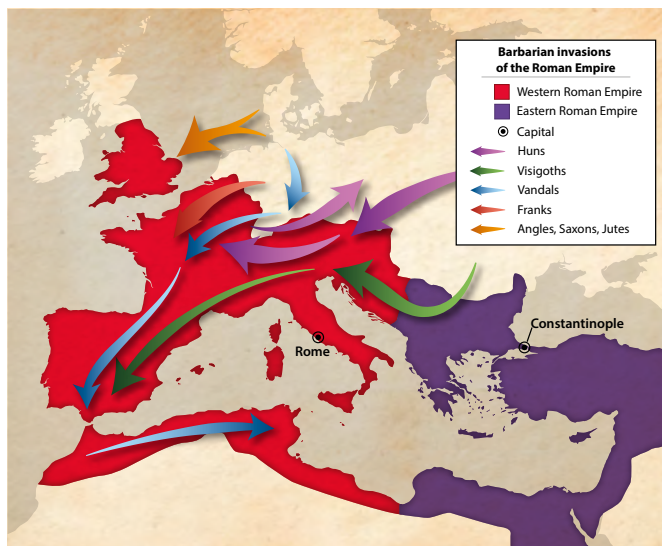 Barbarian invasions
of the Roman Empire
Western Roman Empire
Eastern Roman Empire
Capital
Huns
Visigoths
Vandals
Franks
Angles, Saxons, Jutes
Constantinople
Rome